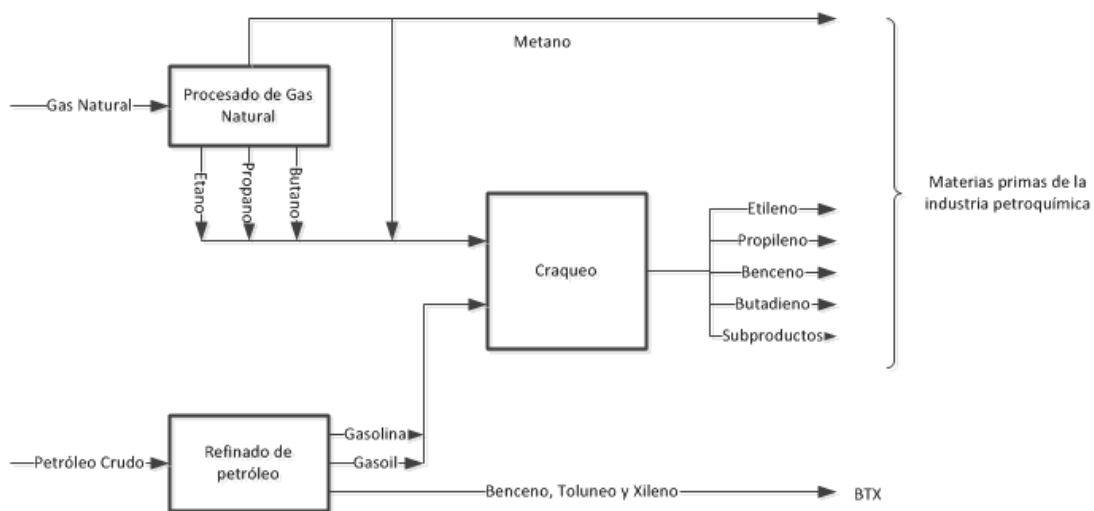 Metano
Gas Natural
Procesado de Gas
Natural
Etano
Propano
Butano
Materias primas de la
industria petroquímica
Etileno
Propileno
Craqueo
Benceno
Butadieno
Subproductos
Gasolina
Petróleo Crudo
Refinado de
petróleo
Gasoil
Benceno, Toluneo y Xileno
BTX